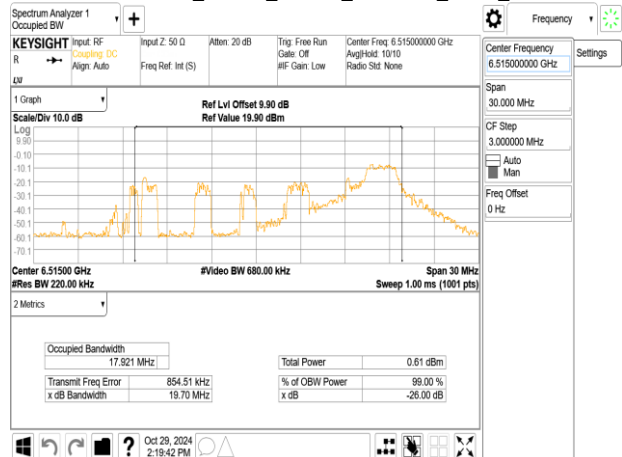 Spectrum Analyzer 1
Occupied BW
+
Frequency
KEYSIGHT
R
LXI
Input: RF
Coupling: DC
Align: Auto
Input Z: 50 Ω
Freq Ref: Int (S)
Atten: 20 dB
Trig: Free Run
Gate: Off
#IF Gain: Low
Center Freq: 6.515000000 GHz
Avg|Hold: 10/10
Radio Std: None
Center Frequency
6.515000000 GHz
Settings
Span
30.000 MHz
CF Step
3.000000 MHz
Auto
Man
Freq Offset
0 Hz
1 Graph
Scale/Div 10.0 dB
Ref Lvl Offset 9.90 dB
Ref Value 19.90 dBm
Log
9.90
-0.10
-10.1
-20.1
-30.1
-40.1
-50.1
-60.1
-70.1
Center 6.51500 GHz
#Video BW 680.00 kHz
Span 30 MHz
#Res BW 220.00 kHz
Sweep 1.00 ms (1001 pts)
2 Metrics
Occupied Bandwidth
17.921 MHz
Total Power 0.61 dBm
Transmit Freq Error 854.51 kHz
% of OBW Power 99.00 %
x dB Bandwidth 19.70 MHz
x dB -26.00 dB
?
Oct 29, 2024
2:19:42 PM